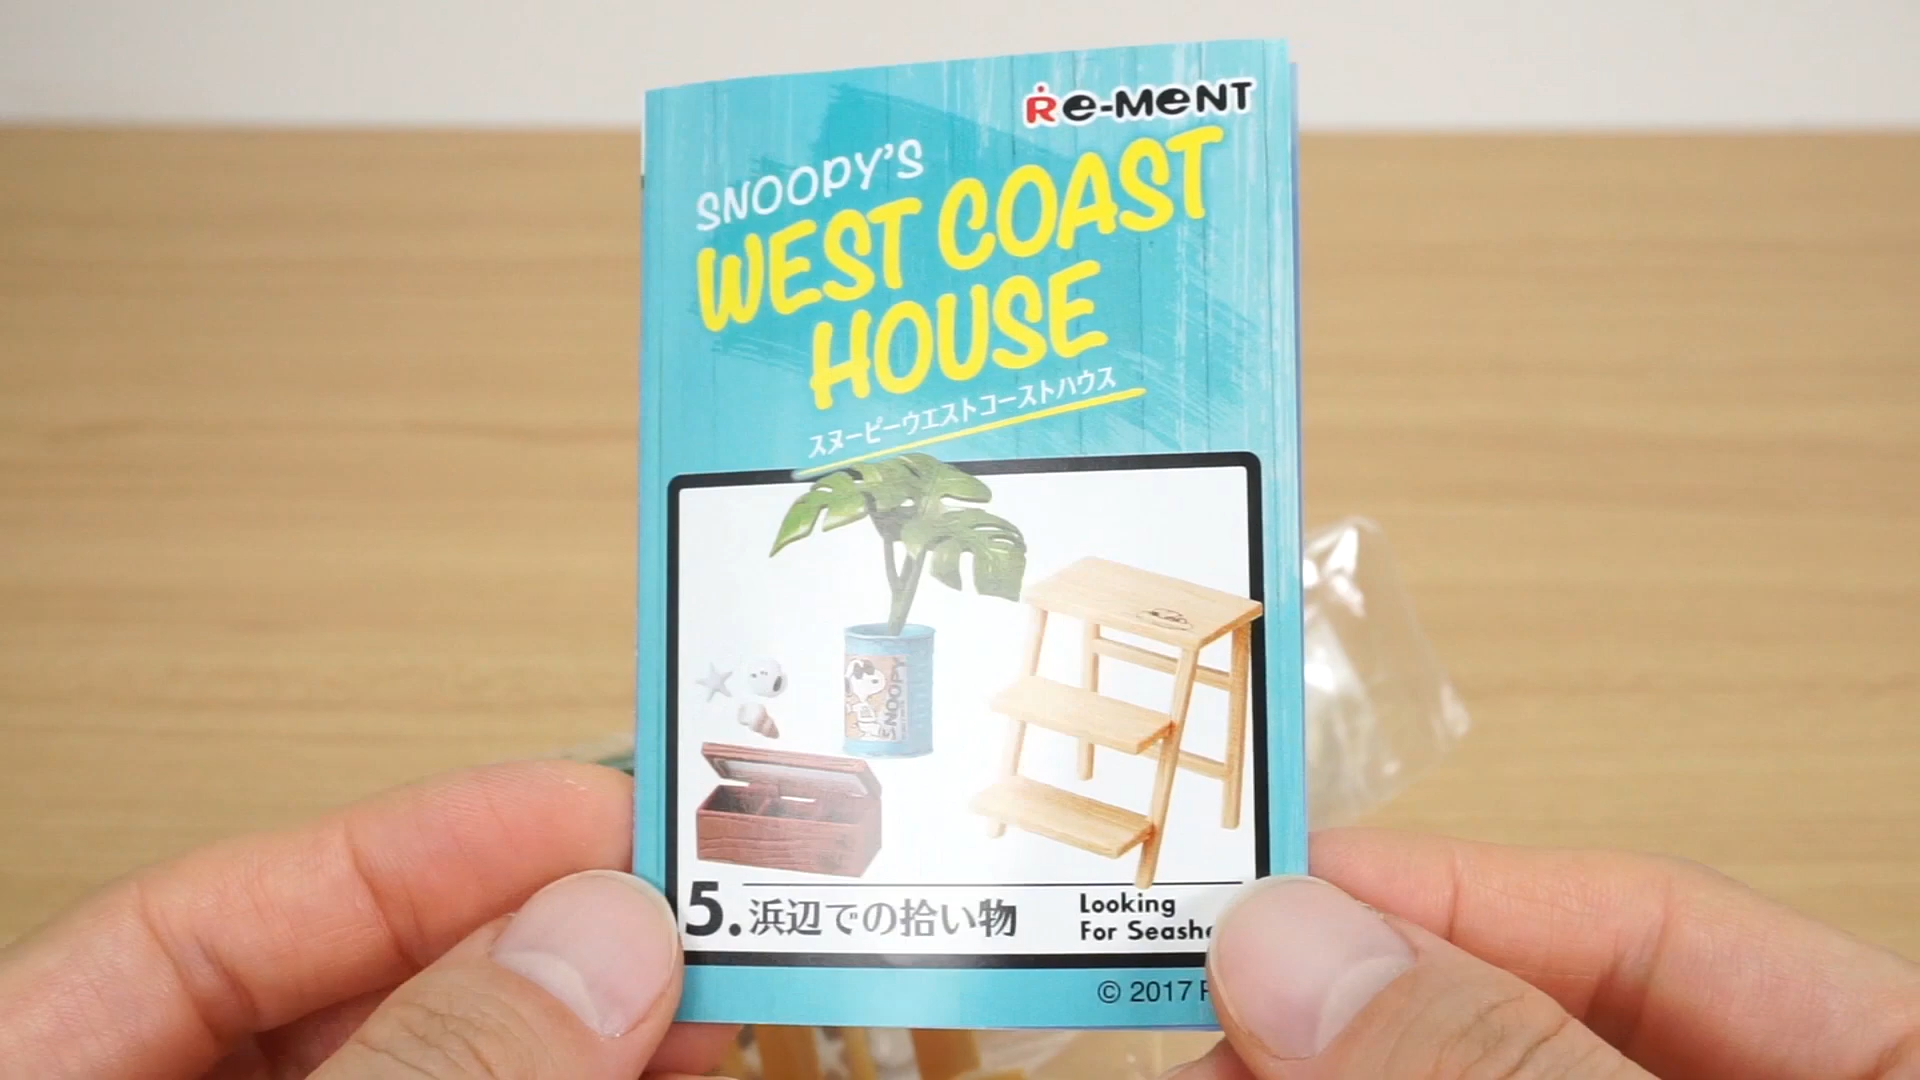 Re-MENT
SNOOPY'S
WEST COAST
HOUSE
スヌーピーウエストコーストハウス
SNOOPY
5. 浜辺での拾い物
Looking
For
© 2017